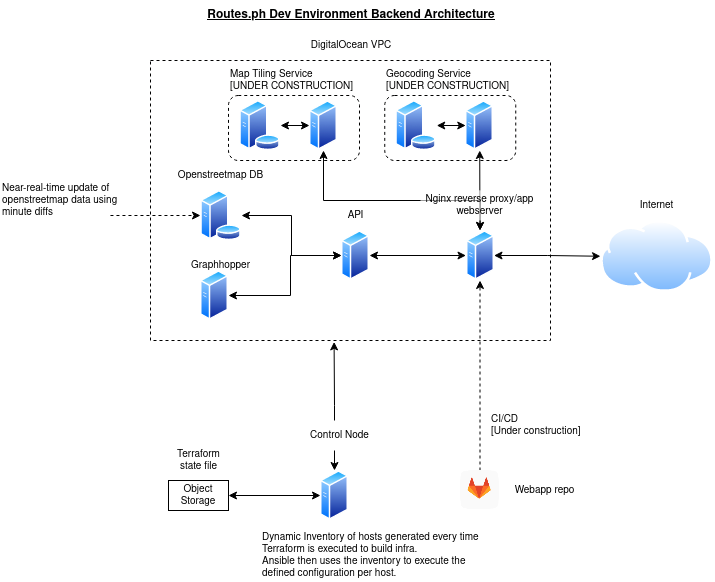 Routes.ph Dev Environment Backend Architecture
DigitalOcean VPC
Map Tiling Service
[UNDER CONSTRUCTION]
Geocoding Service
[UNDER CONSTRUCTION]
Openstreetmap DB
Near-real-time update of
openstreetmap data using
minute diffs
Nginx reverse proxy/app
webserver
API
Internet
Graphhopper
CI/CD
[Under construction]
Control Node
Terraform
state file
Object
Storage
Webapp repo
Dynamic Inventory of hosts generated every time
Terraform is executed to build infra.
Ansible then uses the inventory to execute the
defined configuration per host.